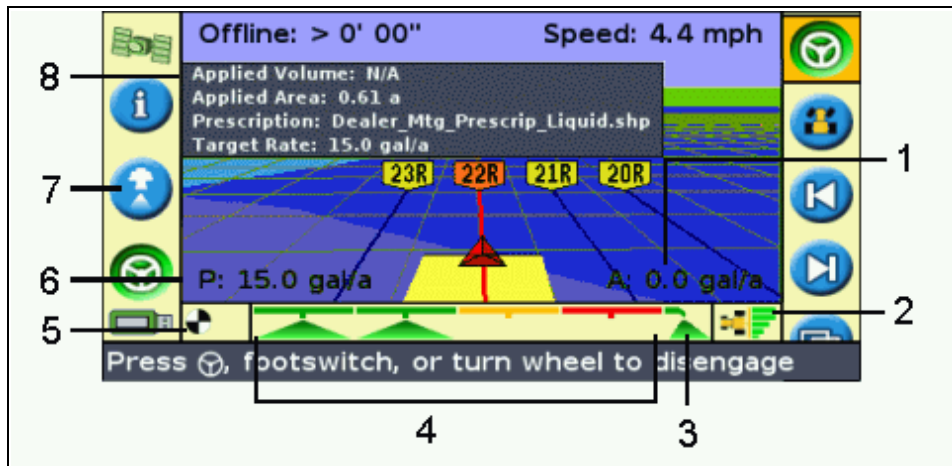 Offline: > 0' 00" Speed: 4.4 mph
8
Applied Volume: N/A
Applied Area: 0.61 a
Prescription: Dealer_Mtg_Prescrip_Liquid.shp
Target Rate: 15.0 gal/a
1
23R 22R 21R 20R
7
6
P: 15.0 gal/a A: 0.0 gal/a
5
2
Press , footswitch, or turn wheel to disengage
4
3